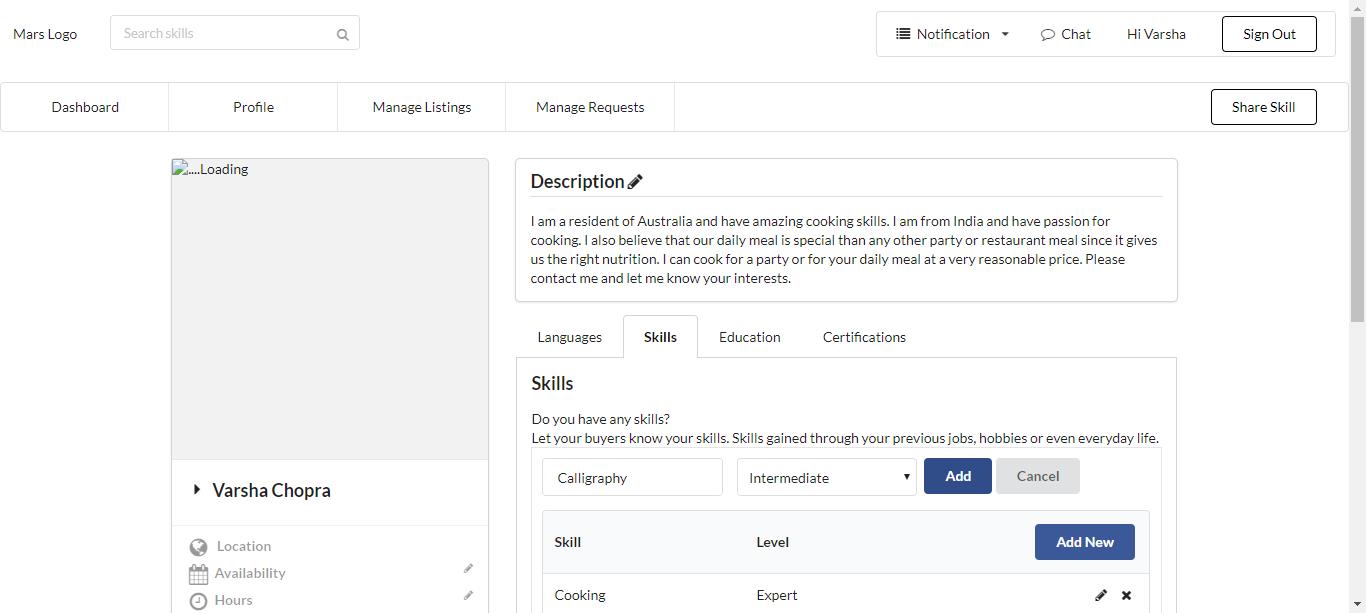 Mars Logo
Search skills
Notification
Chat
Hi Varsha
Sign Out
Dashboard
Profile
Manage Listings
Manage Requests
Share Skill
....Loading
Varsha Chopra
Location
Availability
Hours
Description
I am a resident of Australia and have amazing cooking skills. I am from India and have passion for
cooking. I also believe that our daily meal is special than any other party or restaurant meal since it gives
us the right nutrition. I can cook for a party or for your daily meal at a very reasonable price. Please
contact me and let me know your interests.
Languages
Skills
Education
Certifications
Skills
Do you have any skills?
Let your buyers know your skills. Skills gained through your previous jobs, hobbies or even everyday life.
Calligraphy
Intermediate
Add
Cancel
Skill
Level
Add New
Cooking
Expert